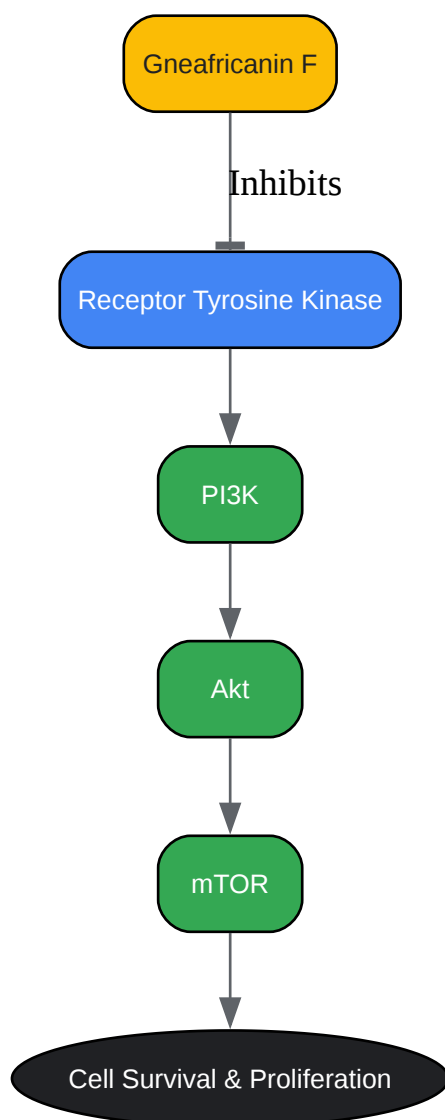 Gneafricanin F
Inhibits
Receptor Tyrosine Kinase
PI3K
Akt
mTOR
Cell Survival & Proliferation